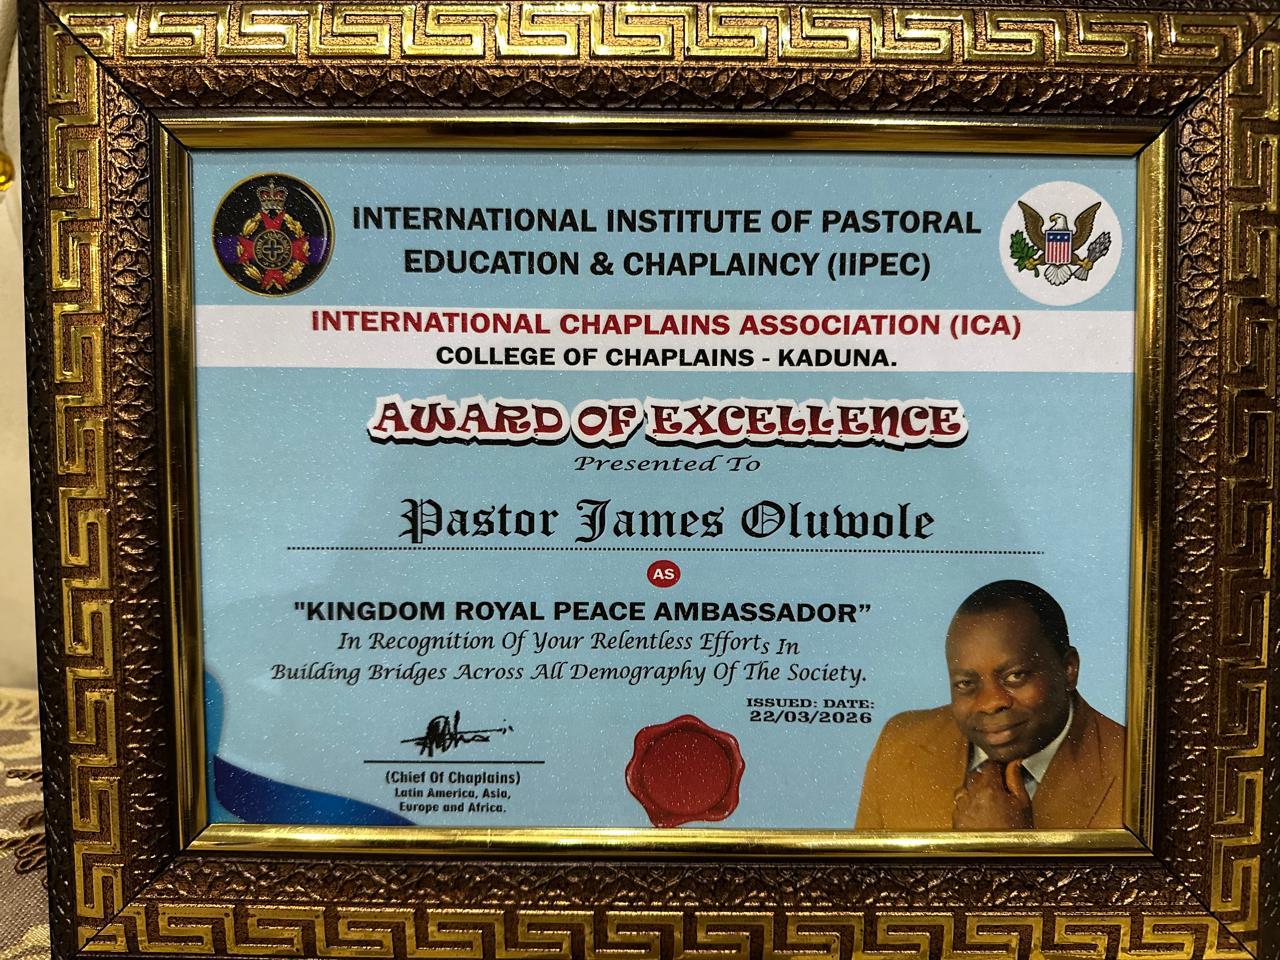 INTERNATIONAL INSTITUTE OF PASTORAL
EDUCATION & CHAPLAINCY (IIPEC)
INTERNATIONAL CHAPLAINS ASSOCIATION (ICA)
COLLEGE OF CHAPLAINS - KADUNA.
AWARD OF EXCELLENCE
Presented To
Pastor James Oluwole
AS
"KINGDOM ROYAL PEACE AMBASSADOR”
In Recognition Of Your Relentless Efforts In
Building Bridges Across All Demography Of The Society.
ISSUED: DATE:
22/03/2026
(Chief Of Chaplains)
Latin America, Asia,
Europe and Africa.